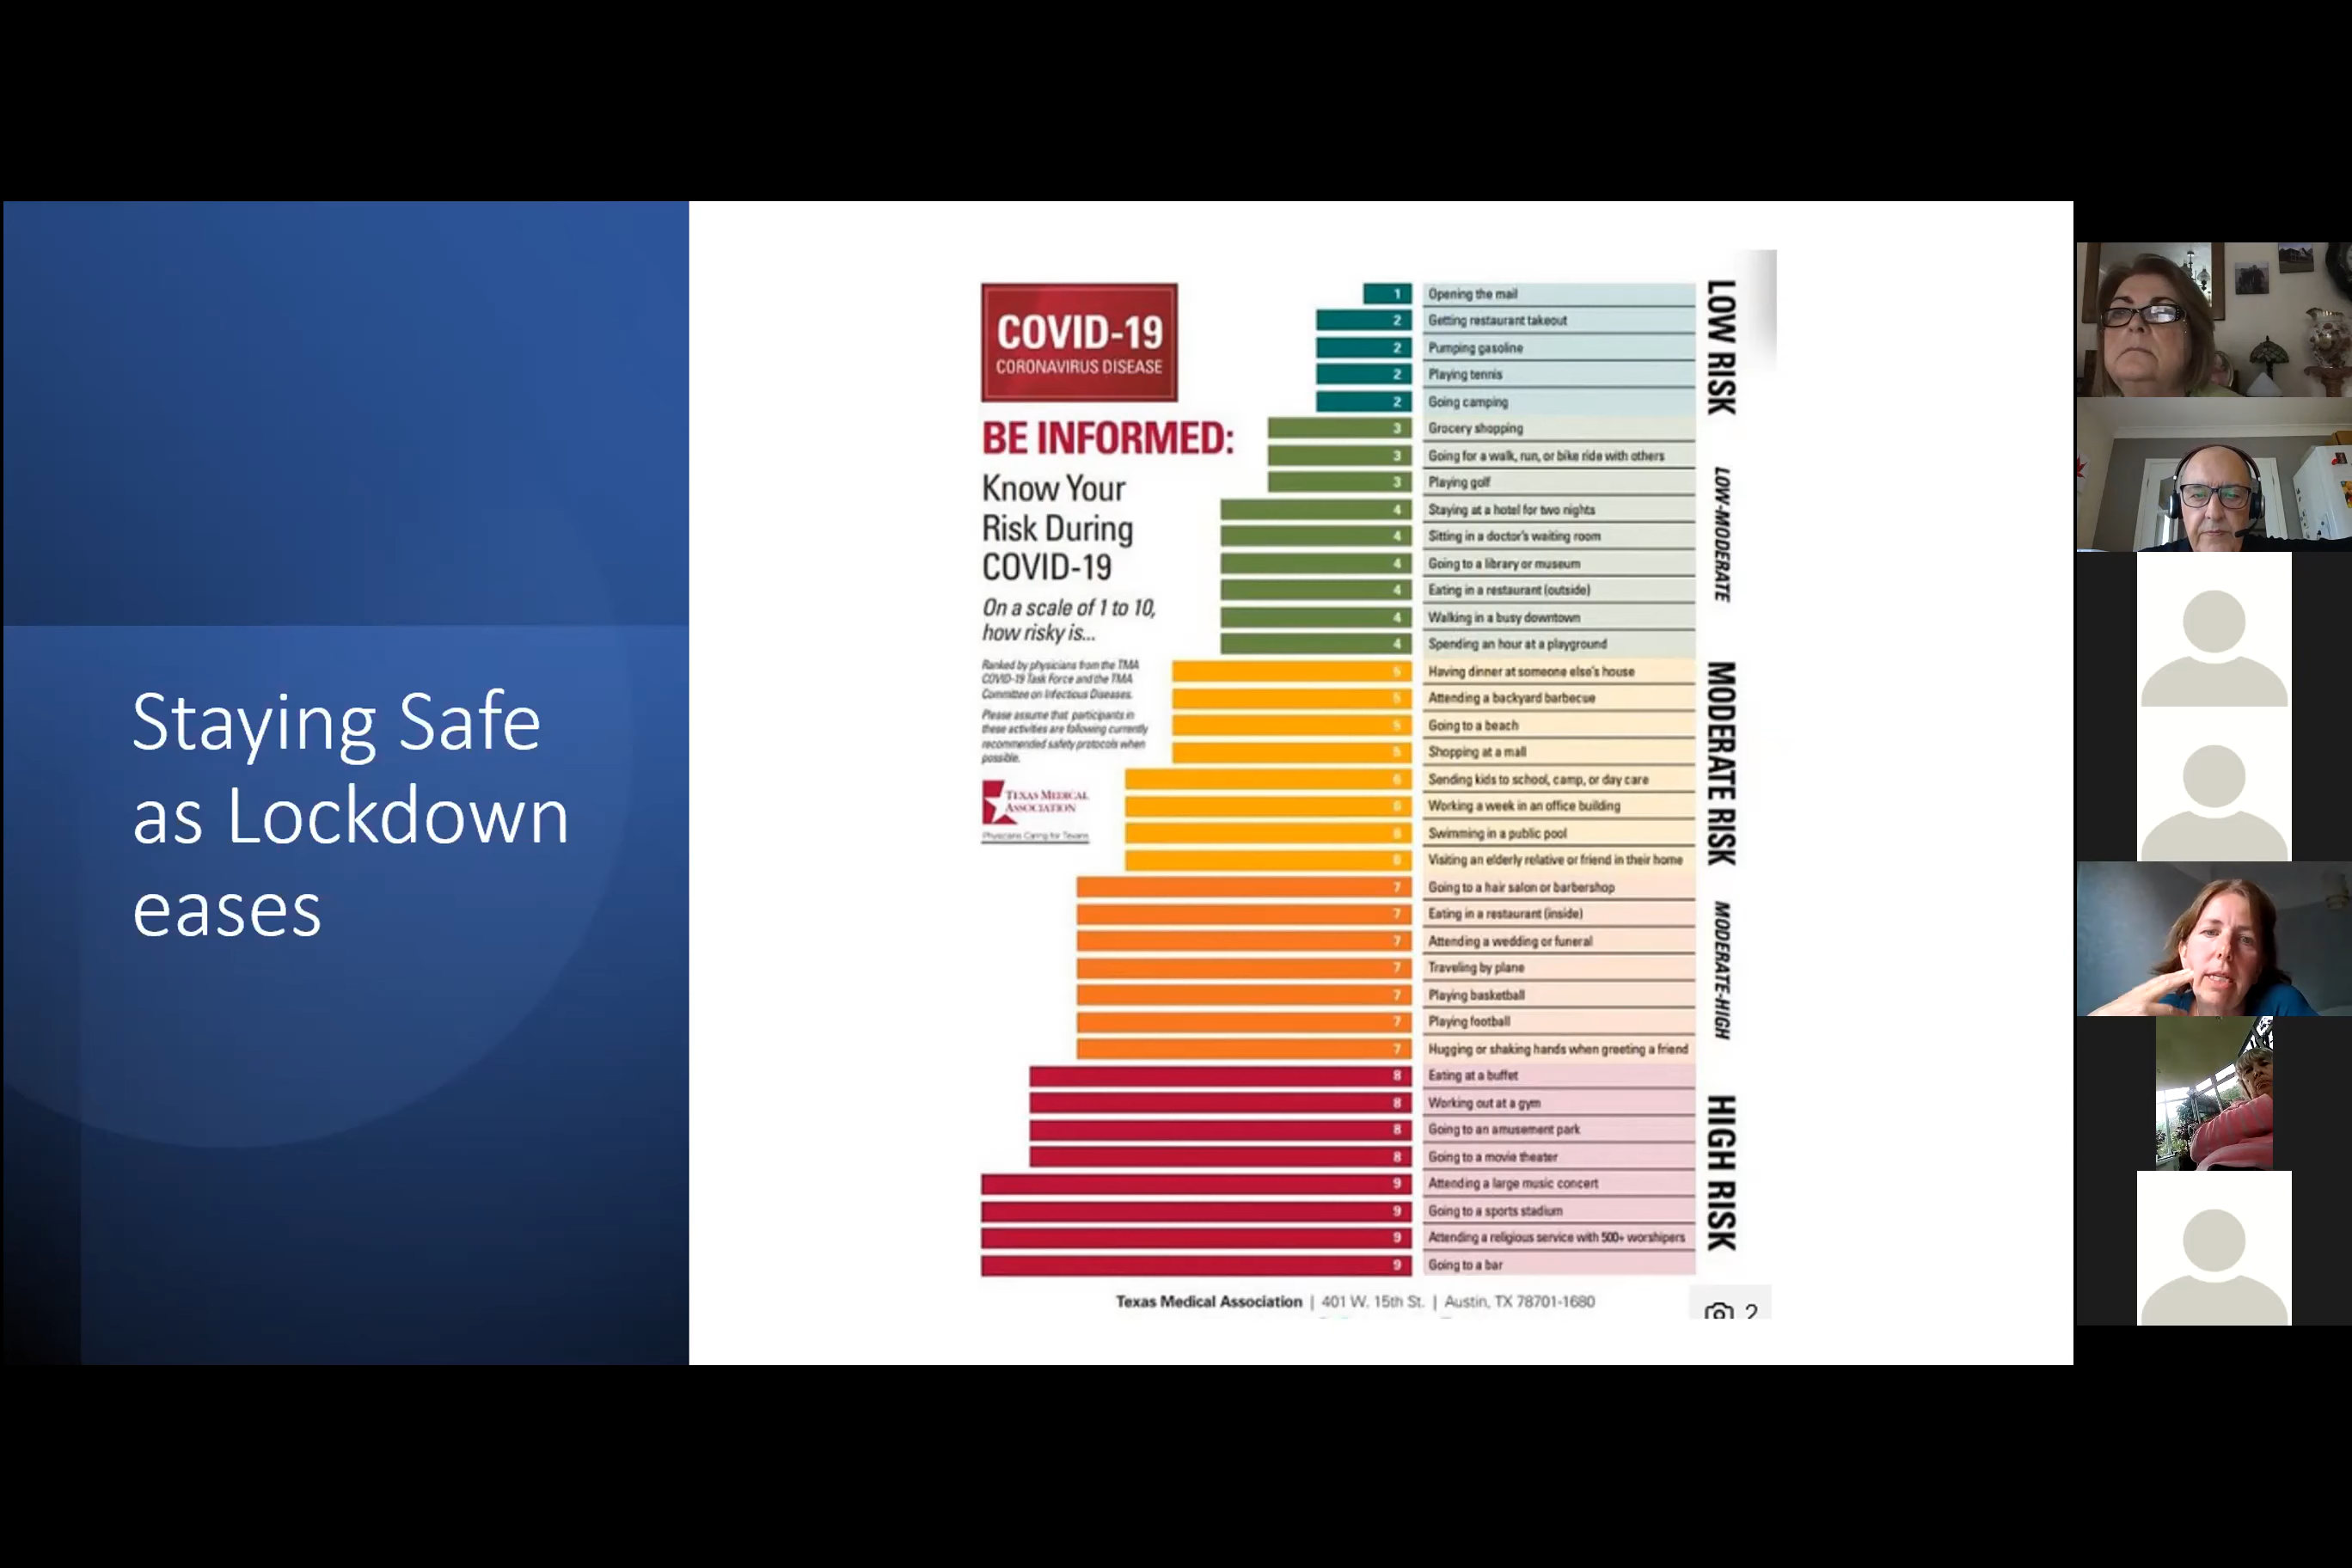 Staying Safe
as Lockdown
eases
COVID-19
CORONAVIRUS DISEASE
BE INFORMED:
Know Your
Risk During
COVID-19
On a scale of 1 to 10,
how risky is...
Ranked by physicians from the TMA
COVID-19 Task Force and the TMA
Committee on Infectious Diseases.
Please assume that participants in
these activities are following currently
recommended safety protocols when
possible.
TEXAS MEDICAL
ASSOCIATION
Physicians Caring for Texans
1 Opening the mail
2 Getting restaurant takeout
2 Pumping gasoline
2 Playing tennis
2 Going camping
3 Grocery shopping
3 Going for a walk, run, or bike ride with others
3 Playing golf
4 Staying at a hotel for two nights
4 Sitting in a doctor's waiting room
4 Going to a library or museum
4 Eating in a restaurant (outside)
4 Walking in a busy downtown
4 Spending an hour at a playground
5 Having dinner at someone else's house
5 Attending a backyard barbecue
5 Going to a beach
5 Shopping at a mall
6 Sending kids to school, camp, or day care
6 Working a week in an office building
6 Swimming in a public pool
6 Visiting an elderly relative or friend in their home
7 Going to a hair salon or barbershop
7 Eating in a restaurant (inside)
7 Attending a wedding or funeral
7 Traveling by plane
7 Playing basketball
7 Playing football
7 Hugging or shaking hands when greeting a friend
8 Eating at a buffet
8 Working out at a gym
8 Going to an amusement park
8 Going to a movie theater
9 Attending a large music concert
9 Going to a sports stadium
9 Attending a religious service with 500+ worshipers
9 Going to a bar
LOW RISK
LOW-MODERATE
MODERATE RISK
MODERATE-HIGH
HIGH RISK
Texas Medical Association | 401 W. 15th St. | Austin, TX 78701-1680
2